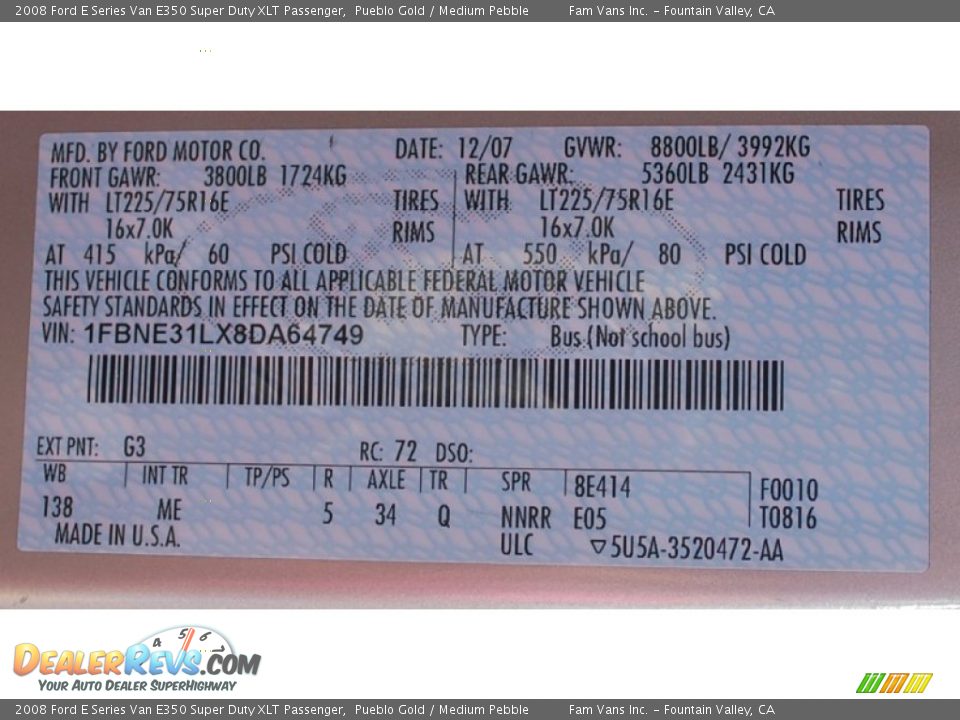 2008 Ford E Series Van E350 Super Duty XLT Passenger, Pueblo Gold / Medium Pebble Fam Vans Inc. - Fountain Valley, CA
MFD. BY FORD MOTOR CO. DATE: 12/07 GVWR: 8800LB/ 3992KG
FRONT GAWR: 3800LB 1724KG REAR GAWR: 5360LB 2431KG
WITH LT225/75R16E TIRES WITH LT225/75R16E TIRES
16x7.0K RIMS 16x7.0K RIMS
AT 415 kPa/ 60 PSI COLD AT 550 kPa/ 80 PSI COLD
THIS VEHICLE CONFORMS TO ALL APPLICABLE FEDERAL MOTOR VEHICLE
SAFETY STANDARDS IN EFFECT ON THE DATE OF MANUFACTURE SHOWN ABOVE.
VIN: 1FBNE31LX8DA64749 TYPE: Bus (Not school bus)
EXT PNT: G3 RC: 72 DSO:
WB INT TR TP/PS R AXLE TR SPR 8E414 F0010
138 ME 5 34 Q NNRR E05 T0816
MADE IN U.S.A. ULC ▽5U5A-3520472-AA
4 5 6 7
DEALERREVS.COM
YOUR AUTO DEALER SUPERHIGHWAY
2008 Ford E Series Van E350 Super Duty XLT Passenger, Pueblo Gold / Medium Pebble Fam Vans Inc. - Fountain Valley, CA